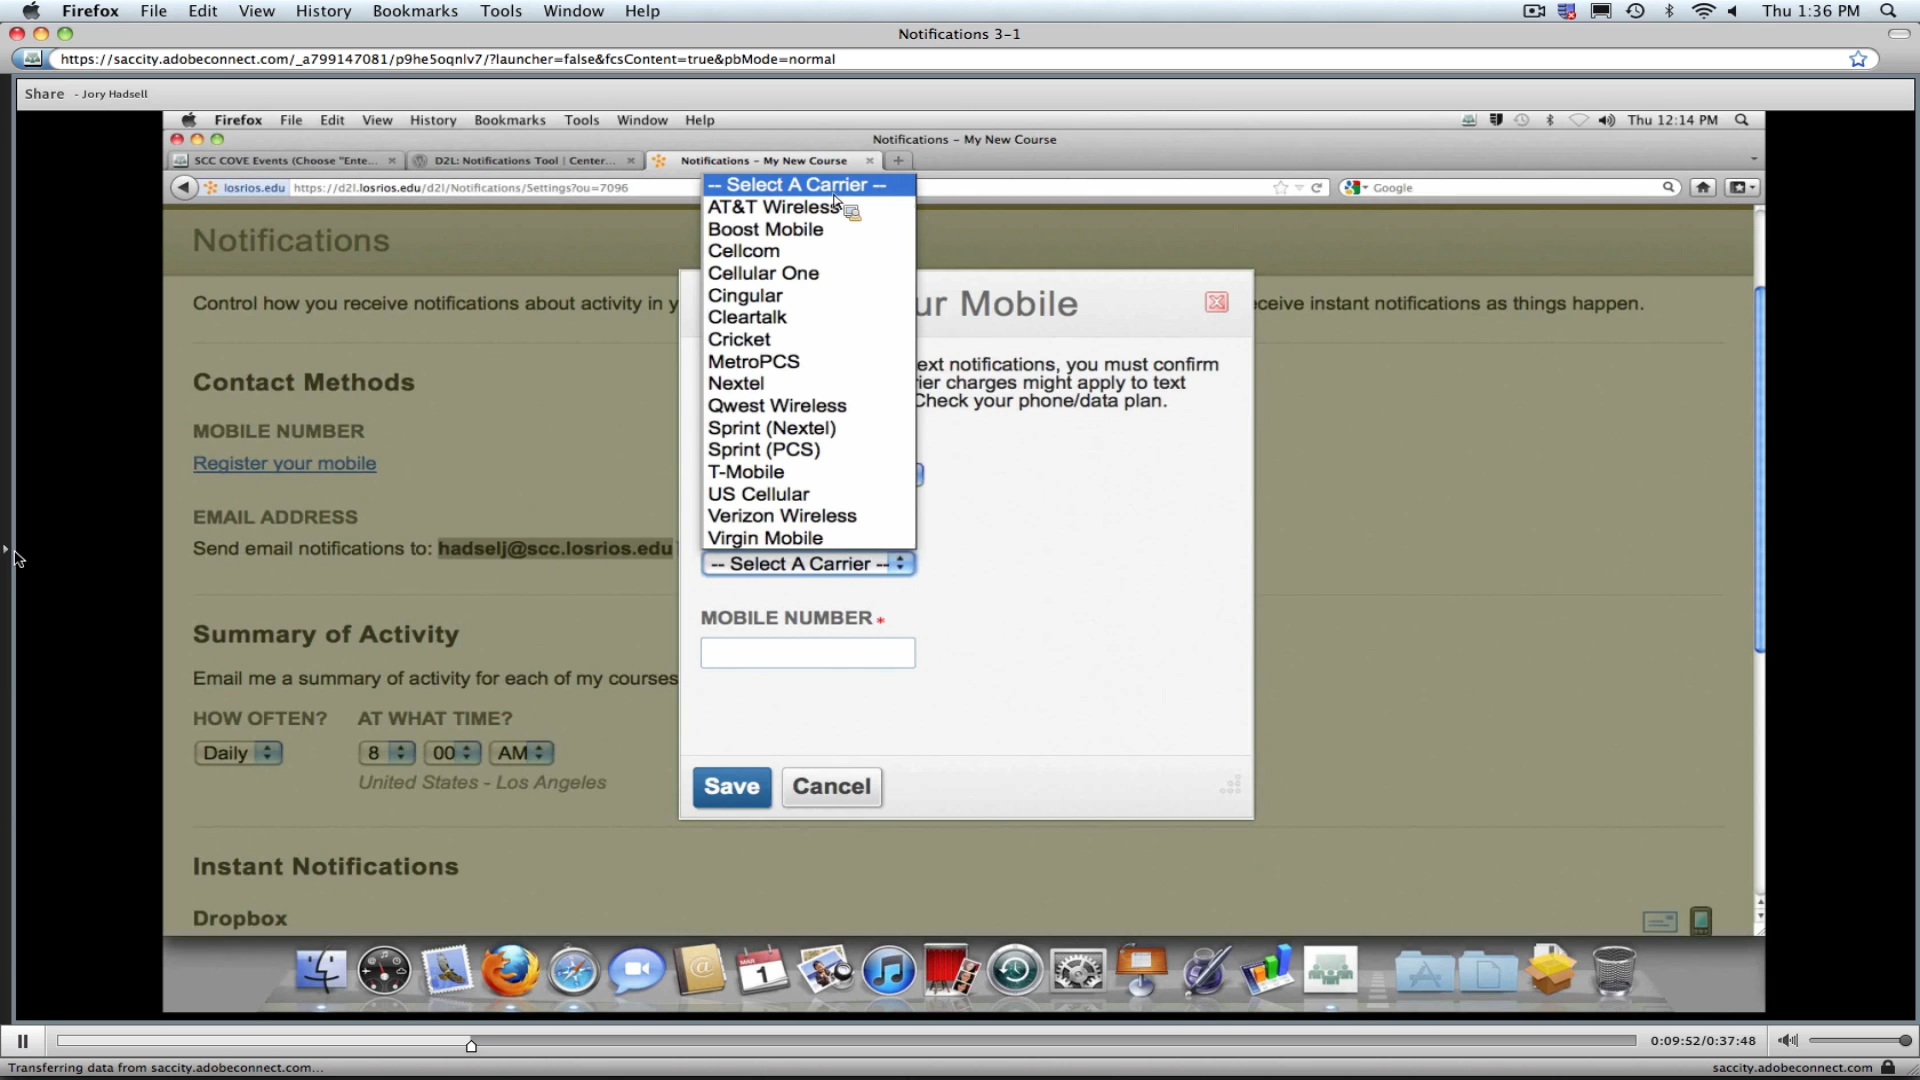 Firefox File Edit View History Bookmarks Tools Window Help Thu 1:36 PM
Notifications 3-1
https://saccity.adobeconnect.com/_a799147081/p9he5oqnlv7/?launcher=false&fcsContent=true&pbMode=normal
Share - Jory Hadsell
Firefox File Edit View History Bookmarks Tools Window Help Thu 12:14 PM
Notifications - My New Course
SCC COVE Events (Choose "Ente... D2L: Notifications Tool | Center... Notifications - My New Course
losrios.edu https://d2l.losrios.edu/d2l/Notifications/Settings?ou=7096 Google
-- Select A Carrier --
AT&T Wireless
Boost Mobile
Cellcom
Cellular One
Cingular
Cleartalk
Cricket
MetroPCS
Nextel
Qwest Wireless
Sprint (Nextel)
Sprint (PCS)
T-Mobile
US Cellular
Verizon Wireless
Virgin Mobile
-- Select A Carrier --
Notifications
Control how you receive notifications about activity in y
ceive instant notifications as things happen.
ur Mobile
ext notifications, you must confirm
ier charges might apply to text
Check your phone/data plan.
Contact Methods
MOBILE NUMBER
Register your mobile
EMAIL ADDRESS
Send email notifications to: hadselj@scc.losrios.edu
MOBILE NUMBER *
Save Cancel
Summary of Activity
Email me a summary of activity for each of my courses
HOW OFTEN? AT WHAT TIME?
Daily 8 00 AM
United States - Los Angeles
Instant Notifications
Dropbox
MAR
1
0:09:52/0:37:48
Transferring data from saccity.adobeconnect.com... saccity.adobeconnect.com